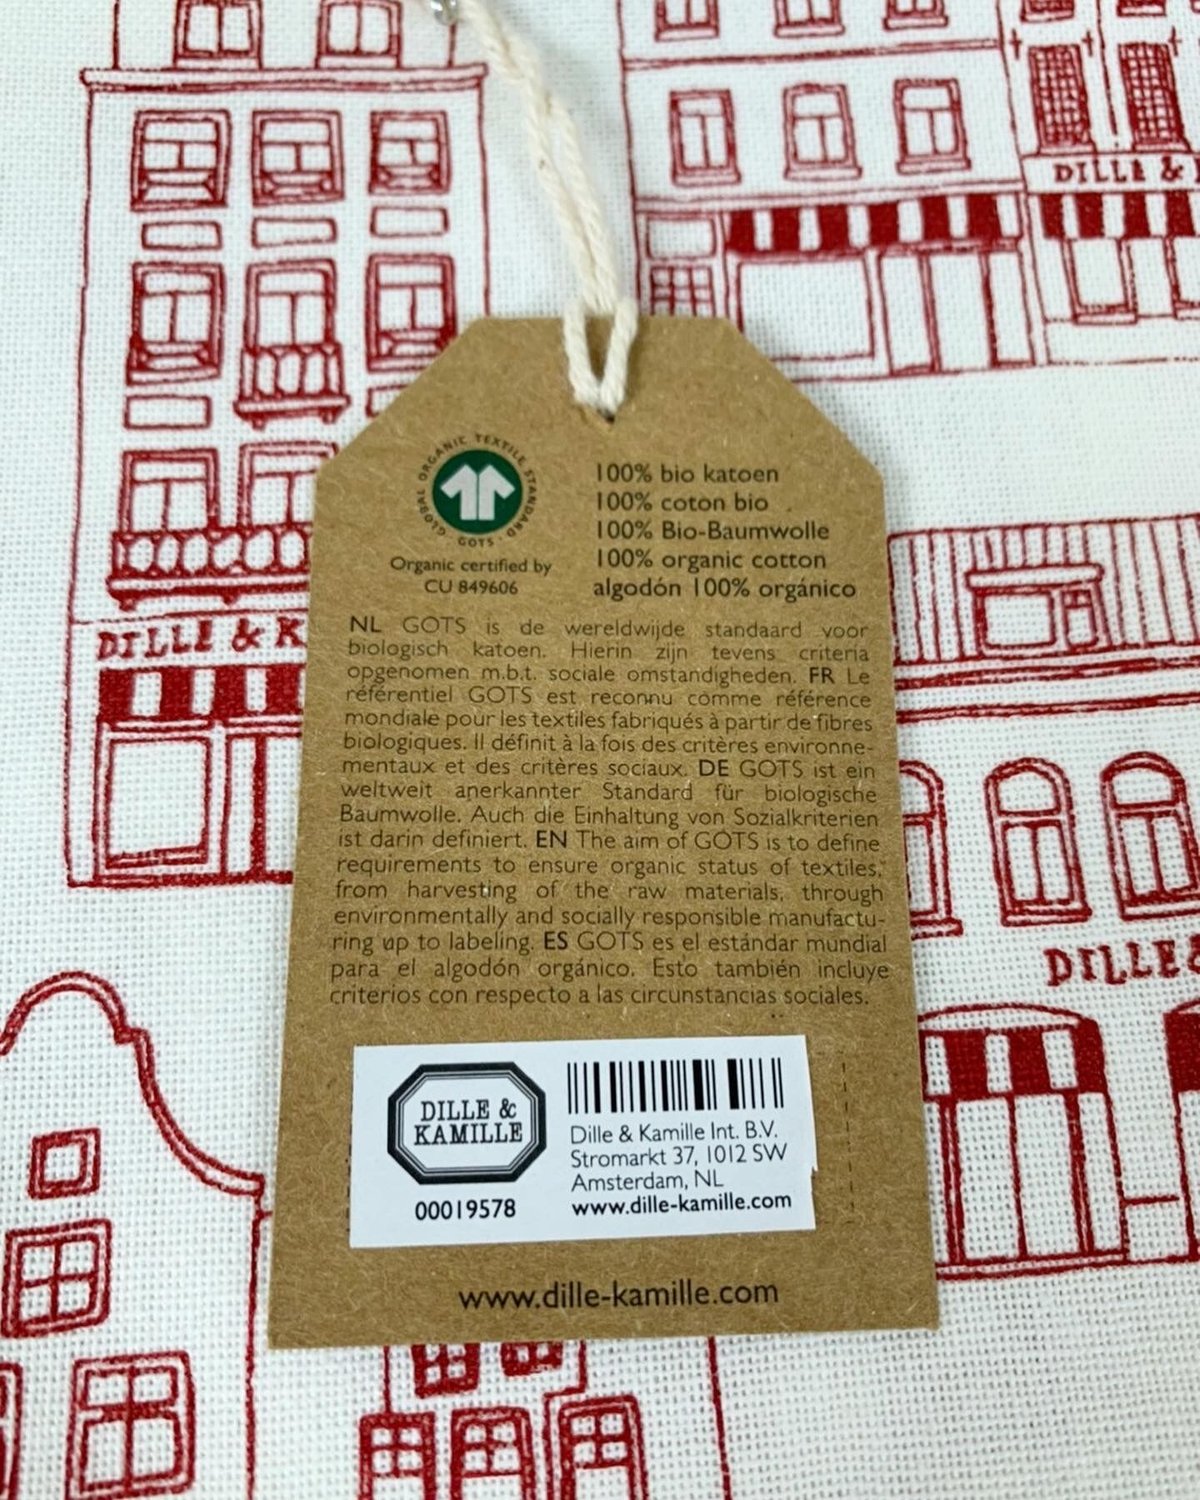 DILLE &
DILLE & K
DILLE &
GLOBAL ORGANIC TEXTILE STANDARD
· GOTS ·
Organic certified by
CU 849606
100% bio katoen
100% coton bio
100% Bio-Baumwolle
100% organic cotton
algodón 100% orgánico
NL GOTS is de wereldwijde standaard voor
biologisch katoen. Hierin zijn tevens criteria
opgenomen m.b.t. sociale omstandigheden. FR Le
référentiel GOTS est reconnu comme référence
mondiale pour les textiles fabriqués à partir de fibres
biologiques. Il définit à la fois des critères environne-
mentaux et des critères sociaux. DE GOTS ist ein
weltweit anerkannter Standard für biologische
Baumwolle. Auch die Einhaltung von Sozialkriterien
ist darin definiert. EN The aim of GOTS is to define
requirements to ensure organic status of textiles,
from harvesting of the raw materials, through
environmentally and socially responsible manufactu-
ring up to labeling. ES GOTS es el estándar mundial
para el algodón orgánico. Esto también incluye
criterios con respecto a las circunstancias sociales.
DILLE &
KAMILLE
00019578
Dille & Kamille Int. B.V.
Stromarkt 37, 1012 SW
Amsterdam, NL
www.dille-kamille.com
www.dille-kamille.com